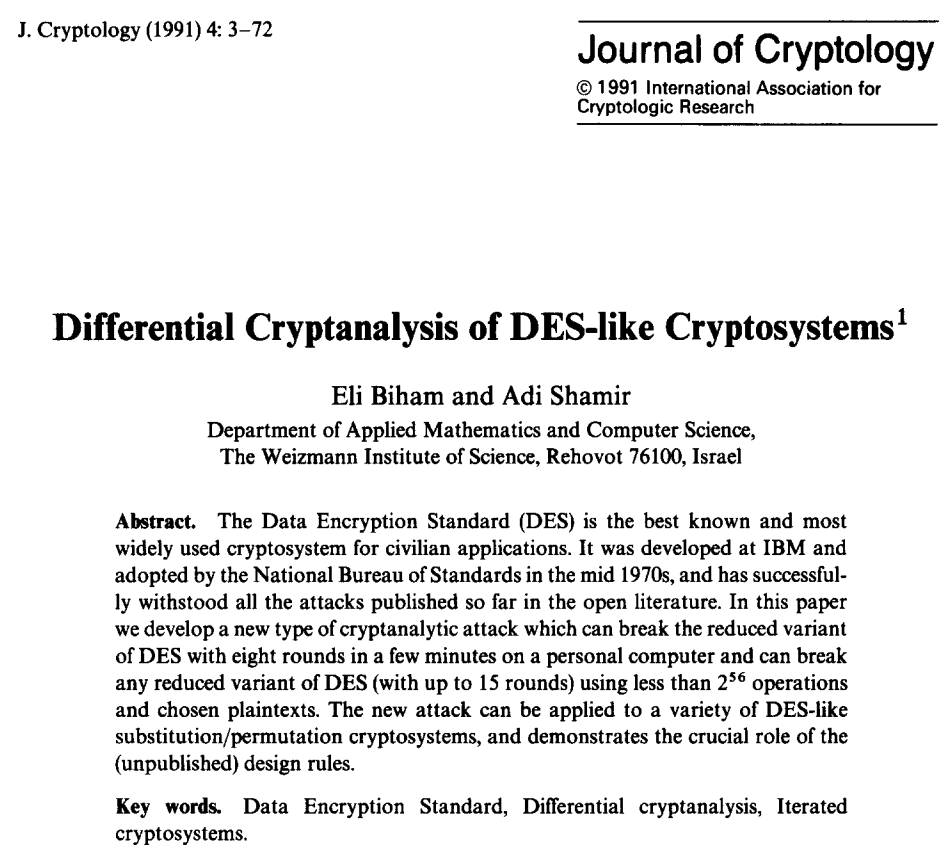 J. Cryptology (1991) 4: 3–72
Journal of Cryptology
© 1991 International Association for
Cryptologic Research
Differential Cryptanalysis of DES-like Cryptosystems¹
Eli Biham and Adi Shamir
Department of Applied Mathematics and Computer Science,
The Weizmann Institute of Science, Rehovot 76100, Israel
Abstract. The Data Encryption Standard (DES) is the best known and most
widely used cryptosystem for civilian applications. It was developed at IBM and
adopted by the National Bureau of Standards in the mid 1970s, and has successful-
ly withstood all the attacks published so far in the open literature. In this paper
we develop a new type of cryptanalytic attack which can break the reduced variant
of DES with eight rounds in a few minutes on a personal computer and can break
any reduced variant of DES (with up to 15 rounds) using less than 2⁵⁶ operations
and chosen plaintexts. The new attack can be applied to a variety of DES-like
substitution/permutation cryptosystems, and demonstrates the crucial role of the
(unpublished) design rules.
Key words. Data Encryption Standard, Differential cryptanalysis, Iterated
cryptosystems.